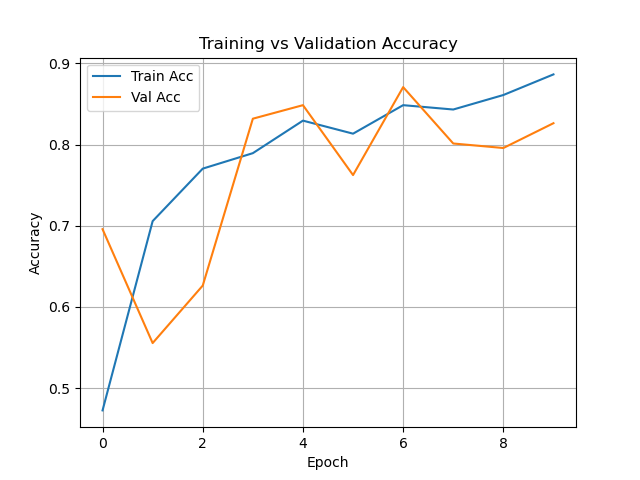 Training vs Validation Accuracy
Train Acc
Val Acc
Accuracy
0.9
0.8
0.7
0.6
0.5
0 2 4 6 8
Epoch